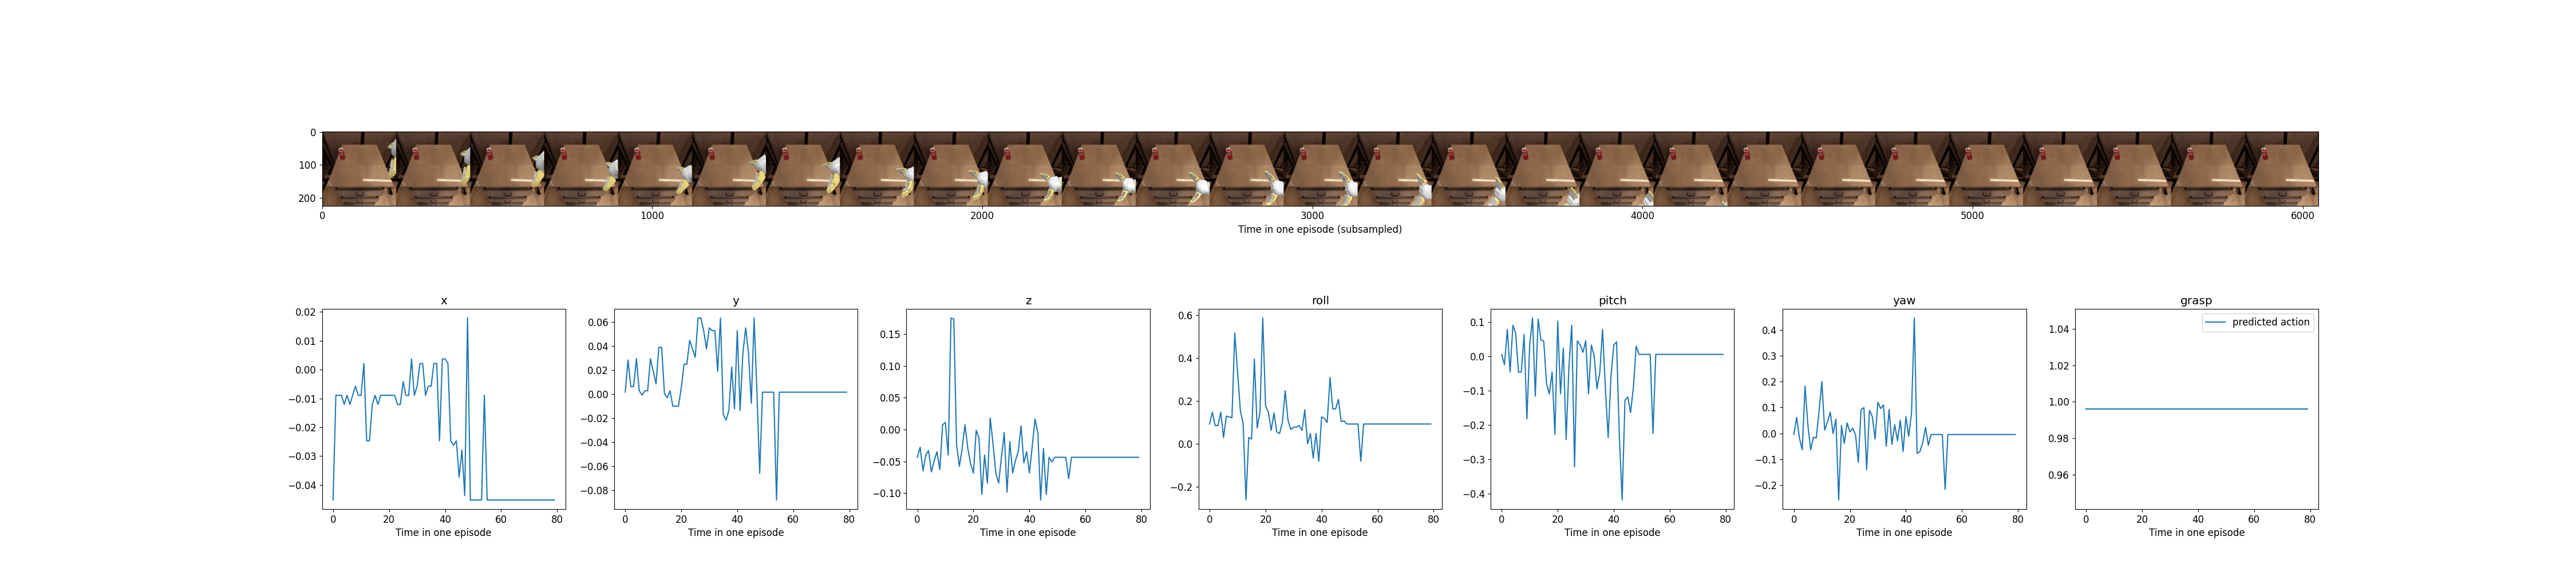 0
100
200
0 1000 2000 3000 4000 5000 6000
Time in one episode (subsampled)
x
0.02
0.01
0.00
−0.01
−0.02
−0.03
−0.04
0 20 40 60 80
Time in one episode
y
0.06
0.04
0.02
0.00
−0.02
−0.04
−0.06
−0.08
0 20 40 60 80
Time in one episode
z
0.15
0.10
0.05
0.00
−0.05
−0.10
0 20 40 60 80
Time in one episode
roll
0.6
0.4
0.2
0.0
−0.2
0 20 40 60 80
Time in one episode
pitch
0.1
0.0
−0.1
−0.2
−0.3
−0.4
0 20 40 60 80
Time in one episode
yaw
0.4
0.3
0.2
0.1
0.0
−0.1
−0.2
0 20 40 60 80
Time in one episode
grasp
predicted action
1.04
1.02
1.00
0.98
0.96
0 20 40 60 80
Time in one episode